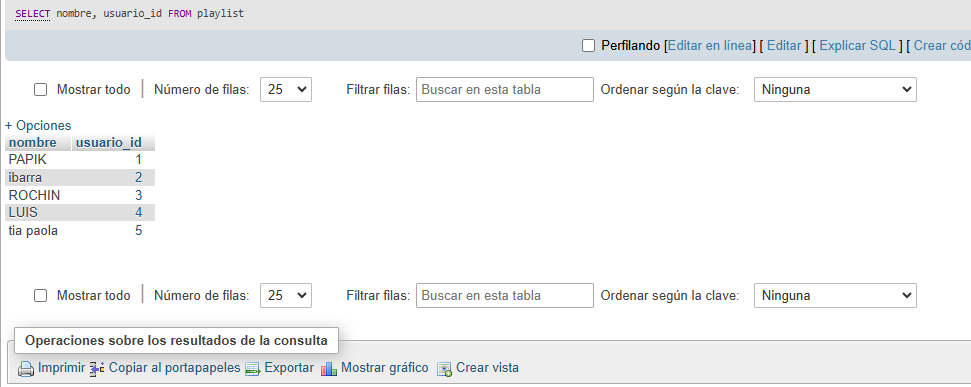 SELECT nombre, usuario_id FROM playlist
Perfilando [Editar en línea] [ Editar ] [ Explicar SQL ] [ Crear cód
Mostrar todo | Número de filas: 25 Filtrar filas: Buscar en esta tabla Ordenar según la clave: Ninguna
+ Opciones
nombre usuario_id
PAPIK 1
ibarra 2
ROCHIN 3
LUIS 4
tia paola 5
Mostrar todo | Número de filas: 25 Filtrar filas: Buscar en esta tabla Ordenar según la clave: Ninguna
Operaciones sobre los resultados de la consulta
Imprimir Copiar al portapapeles Exportar Mostrar gráfico Crear vista